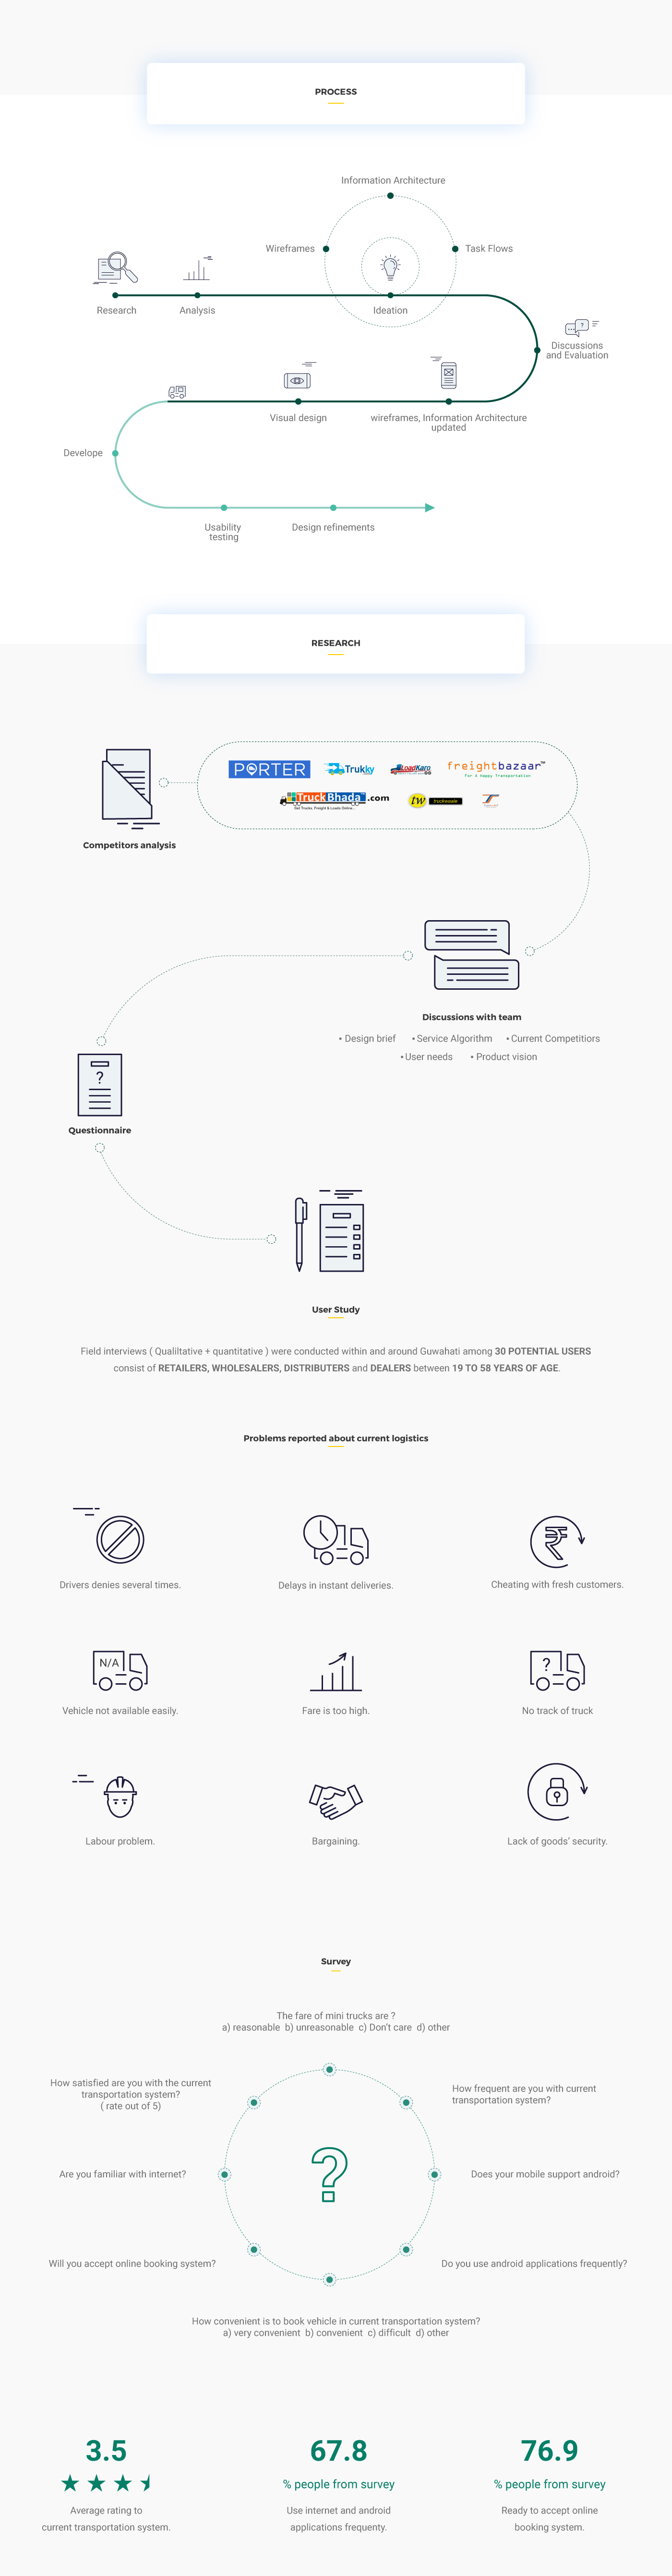 PROCESS
Information Architecture
Wireframes
Task Flows
Research
Analysis
Ideation
Discussions
and Evaluation
Visual design
wireframes, Information Architecture
updated
Develope
Usability
testing
Design refinements
RESEARCH
PORTER
Trukky
LoadKaro
freightbazaar™
For A Happy Transportation
TruckBhada.com
Get Trucks, Freight & Loads Online..
Competitors analysis
Discussions with team
• Design brief • Service Algorithm • Current Competitiors
• User needs • Product vision
?
Questionnaire
User Study
Field interviews ( Qualiltative + quantitative ) were conducted within and around Guwahati among 30 POTENTIAL USERS
consist of RETAILERS, WHOLESALERS, DISTRIBUTERS and DEALERS between 19 TO 58 YEARS OF AGE.
Problems reported about current logistics
Drivers denies several times.
Delays in instant deliveries.
₹
Cheating with fresh customers.
N/A
Vehicle not available easily.
Fare is too high.
?
No track of truck
Labour problem.
Bargaining.
Lack of goods' security.
Survey
The fare of mini trucks are ?
a) reasonable b) unreasonable c) Don't care d) other
How satisfied are you with the current
transportation system?
( rate out of 5)
How frequent are you with current
transportation system?
?
Are you familiar with internet?
Does your mobile support android?
Will you accept online booking system?
Do you use android applications frequently?
How convenient is to book vehicle in current transportation system?
a) very convenient b) convenient c) difficult d) other
3.5
Average rating to
current transportation system.
67.8
% people from survey
Use internet and android
applications frequenty.
76.9
% people from survey
Ready to accept online
booking system.